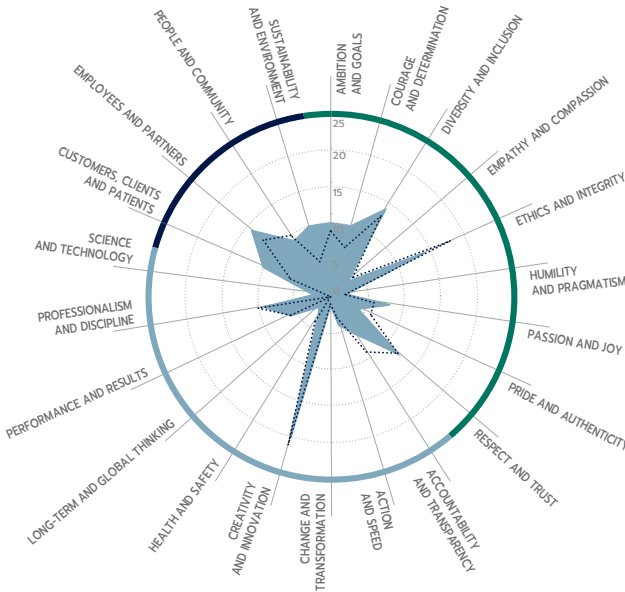 AMBITION
AND GOALS
COURAGE
AND DETERMINATION
DIVERSITY AND INCLUSION
EMPATHY AND COMPASSION
ETHICS AND INTEGRITY
HUMILITY
AND PRAGMATISM
PASSION AND JOY
PRIDE AND AUTHENTICITY
RESPECT AND TRUST
ACCOUNTABILITY
AND TRANSPARENCY
ACTION
AND SPEED
CHANGE AND
TRANSFORMATION
CREATIVITY
AND INNOVATION
HEALTH AND SAFETY
LONG-TERM AND GLOBAL THINKING
PERFORMANCE AND RESULTS
PROFESSIONALISM
AND DISCIPLINE
SCIENCE
AND TECHNOLOGY
CUSTOMERS, CLIENTS
AND PATIENTS
EMPLOYEES AND PARTNERS
PEOPLE AND COMMUNITY
SUSTAINABILITY
AND ENVIRONMENT
25
20
15
10
5
0